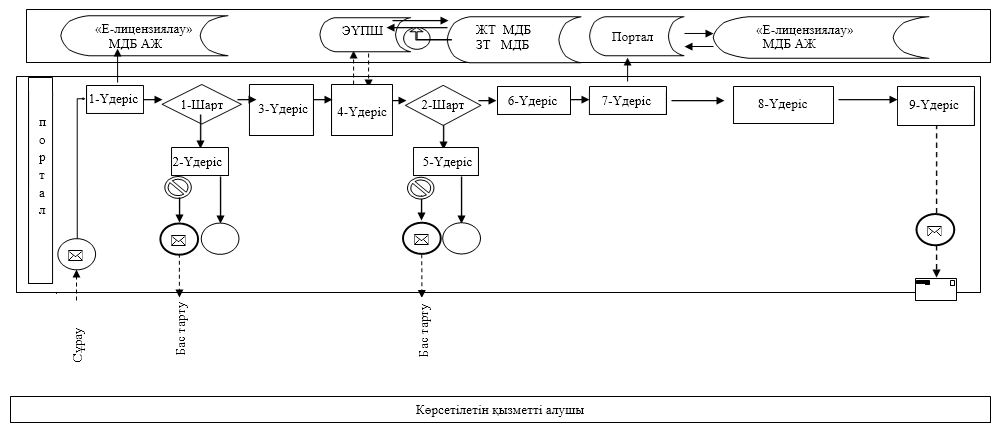 «Е-лицензиялау»
МДБ АЖ
ЭҮПШ
ЖТ МДБ
ЗТ МДБ
Портал
«Е-лицензиялау»
МДБ АЖ
портал
1-Үдеріс
1-Шарт
3-Үдеріс
4-Үдеріс
2-Шарт
6-Үдеріс
7-Үдеріс
8-Үдеріс
9-Үдеріс
2-Үдеріс
5-Үдеріс
Сұрау
Бас тарту
Бас тарту
Көрсетілетін қызметті алушы